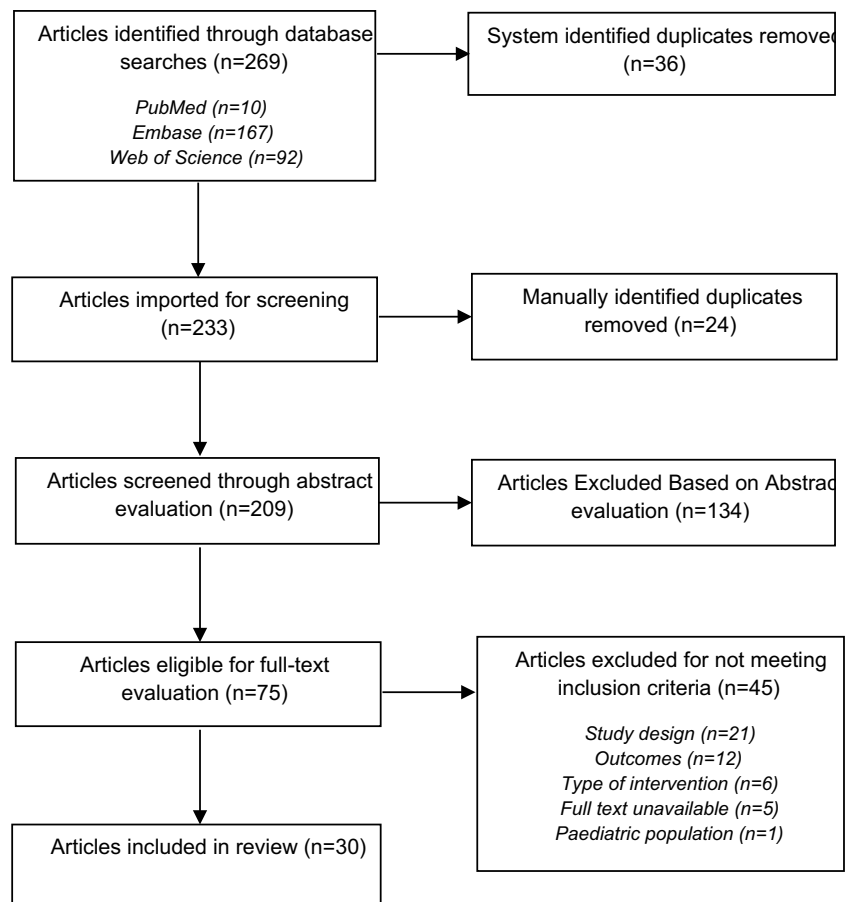 Articles identified through database
searches (n=269)
PubMed (n=10)
Embase (n=167)
Web of Science (n=92)
System identified duplicates removed
(n=36)
Articles imported for screening
(n=233)
Manually identified duplicates
removed (n=24)
Articles screened through abstract
evaluation (n=209)
Articles Excluded Based on Abstrac
evaluation (n=134)
Articles eligible for full-text
evaluation (n=75)
Articles excluded for not meeting
inclusion criteria (n=45)
Study design (n=21)
Outcomes (n=12)
Type of intervention (n=6)
Full text unavailable (n=5)
Paediatric population (n=1)
Articles included in review (n=30)